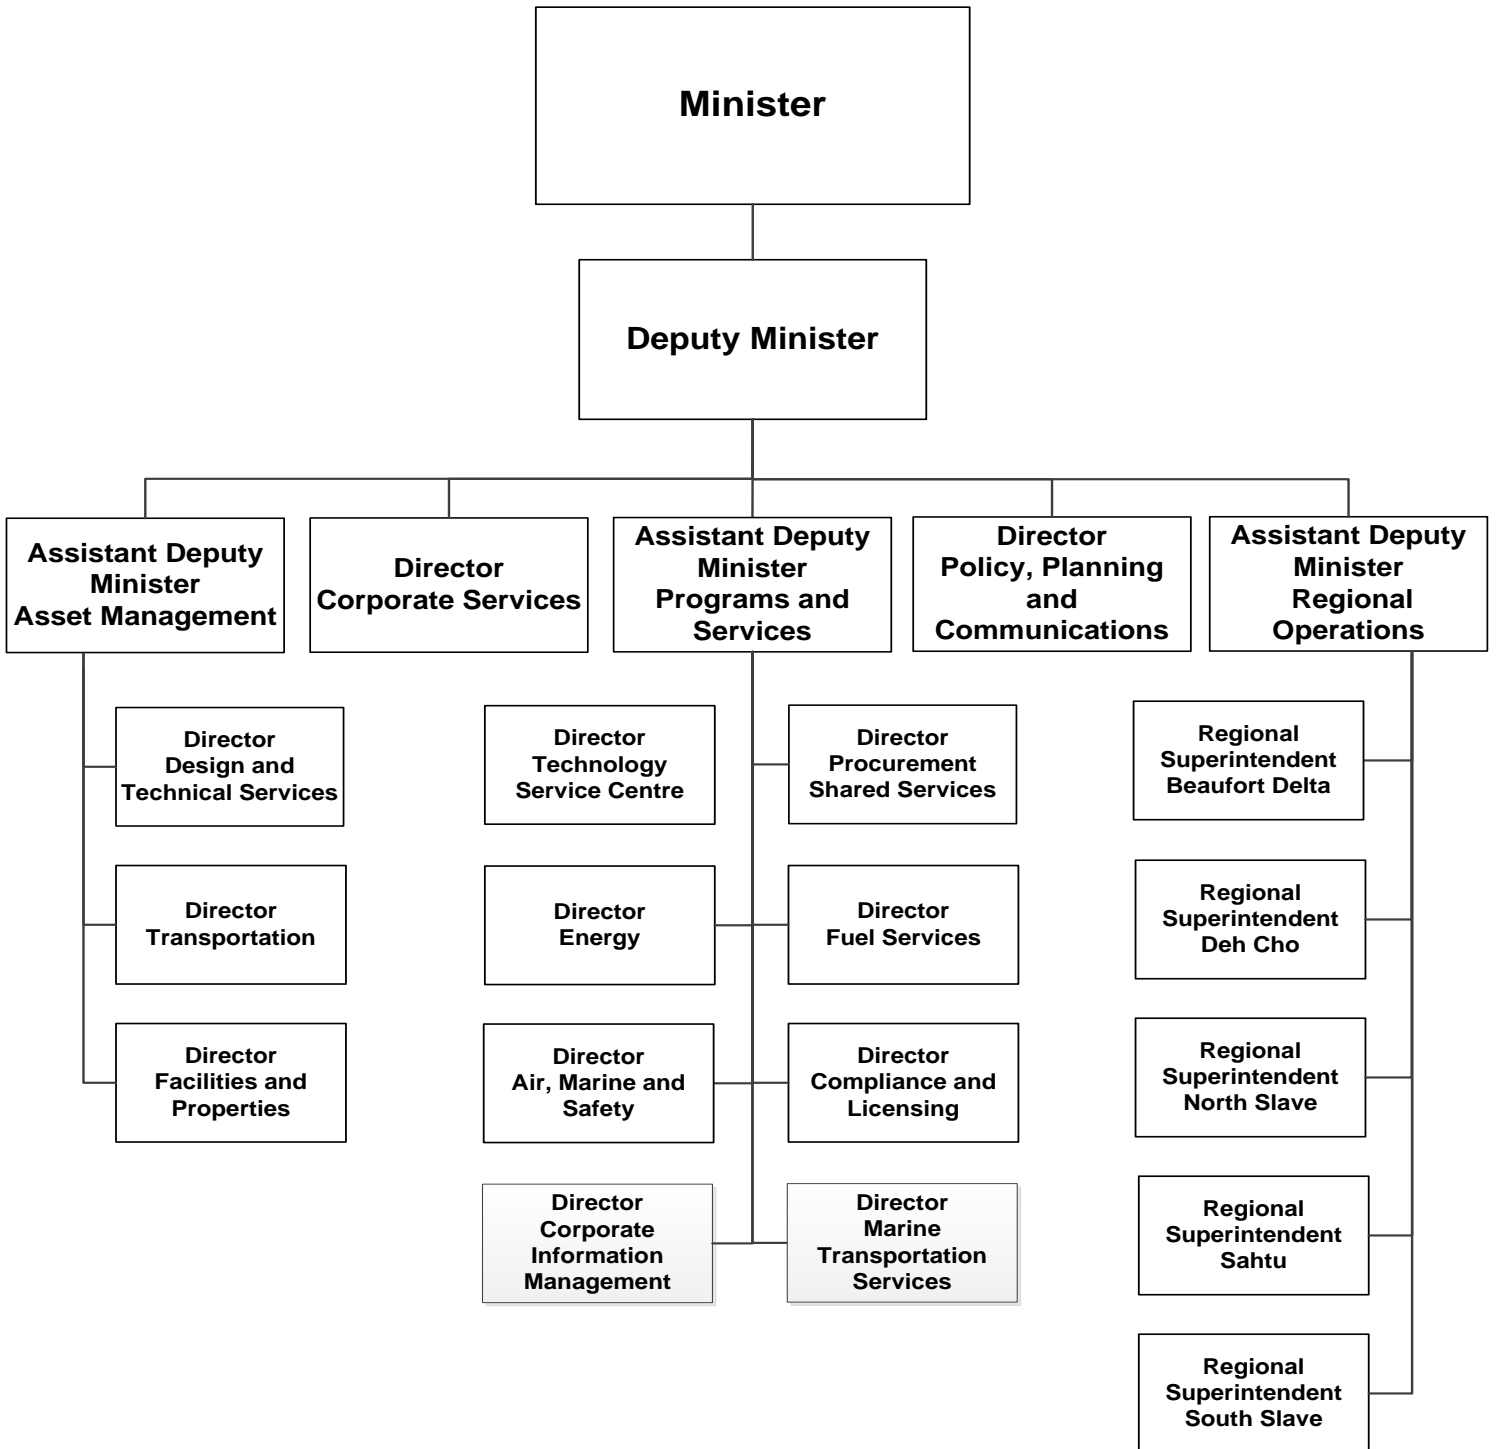 Minister
Deputy Minister
Assistant Deputy
Minister
Asset Management
Director
Corporate Services
Assistant Deputy
Minister
Programs and
Services
Director
Policy, Planning
and
Communications
Assistant Deputy
Minister
Regional
Operations
Director
Design and
Technical Services
Director
Transportation
Director
Facilities and
Properties
Director
Technology
Service Centre
Director
Procurement
Shared Services
Director
Energy
Director
Fuel Services
Director
Air, Marine and
Safety
Director
Compliance and
Licensing
Director
Corporate
Information
Management
Director
Marine
Transportation
Services
Regional
Superintendent
Beaufort Delta
Regional
Superintendent
Deh Cho
Regional
Superintendent
North Slave
Regional
Superintendent
Sahtu
Regional
Superintendent
South Slave